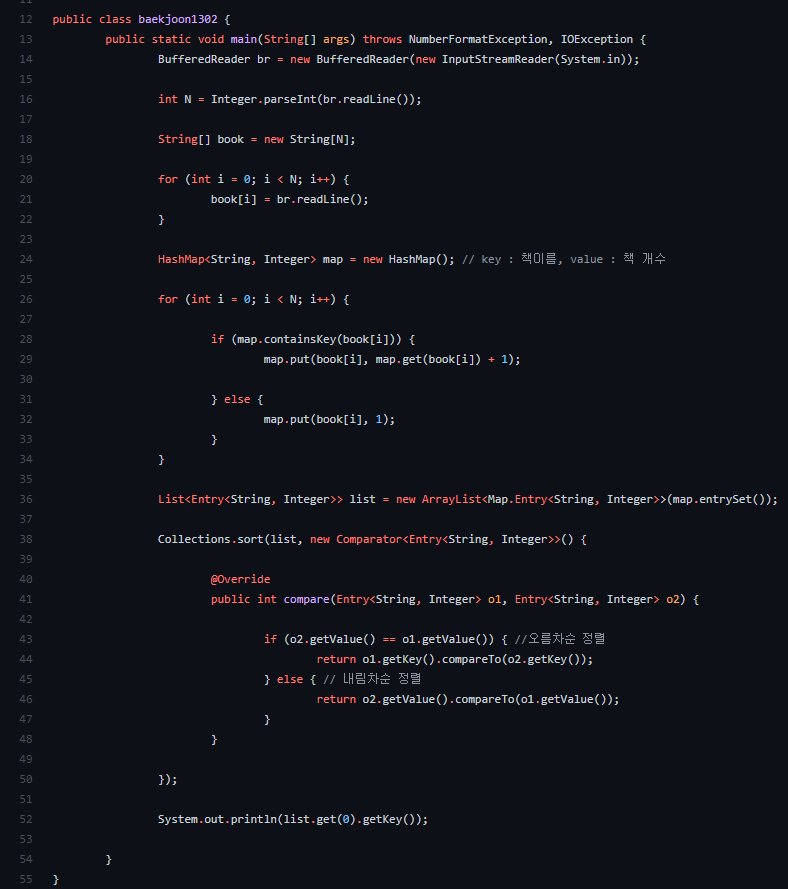 11
12 public class baekjoon1302 {
13 public static void main(String[] args) throws NumberFormatException, IOException {
14 BufferedReader br = new BufferedReader(new InputStreamReader(System.in));
15
16 int N = Integer.parseInt(br.readLine());
17
18 String[] book = new String[N];
19
20 for (int i = 0; i < N; i++) {
21 book[i] = br.readLine();
22 }
23
24 HashMap<String, Integer> map = new HashMap(); // key : 책이름, value : 책 개수
25
26 for (int i = 0; i < N; i++) {
27
28 if (map.containsKey(book[i])) {
29 map.put(book[i], map.get(book[i]) + 1);
30
31 } else {
32 map.put(book[i], 1);
33 }
34 }
35
36 List<Entry<String, Integer>> list = new ArrayList<Map.Entry<String, Integer>>(map.entrySet());
37
38 Collections.sort(list, new Comparator<Entry<String, Integer>>() {
39
40 @Override
41 public int compare(Entry<String, Integer> o1, Entry<String, Integer> o2) {
42
43 if (o2.getValue() == o1.getValue()) { //오름차순 정렬
44 return o1.getKey().compareTo(o2.getKey());
45 } else { // 내림차순 정렬
46 return o2.getValue().compareTo(o1.getValue());
47 }
48 }
49
50 });
51
52 System.out.println(list.get(0).getKey());
53
54 }
55 }